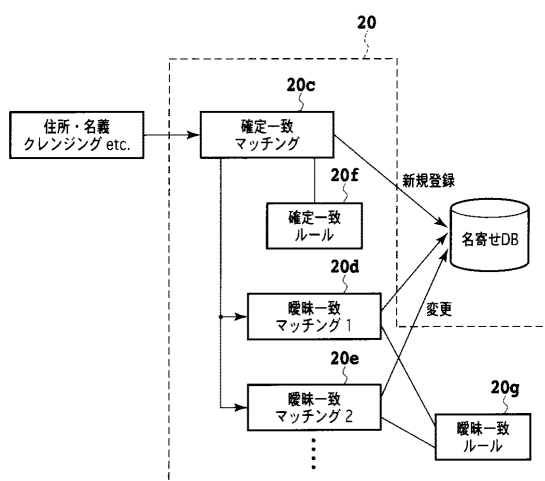 20
20c
住所・名義
クレンジング etc.
確定一致
マッチング
20f
新規登録
確定一致
ルール
名寄せDB
20d
曖昧一致
マッチング 1
変更
20e
曖昧一致
マッチング 2
20g
曖昧一致
ルール